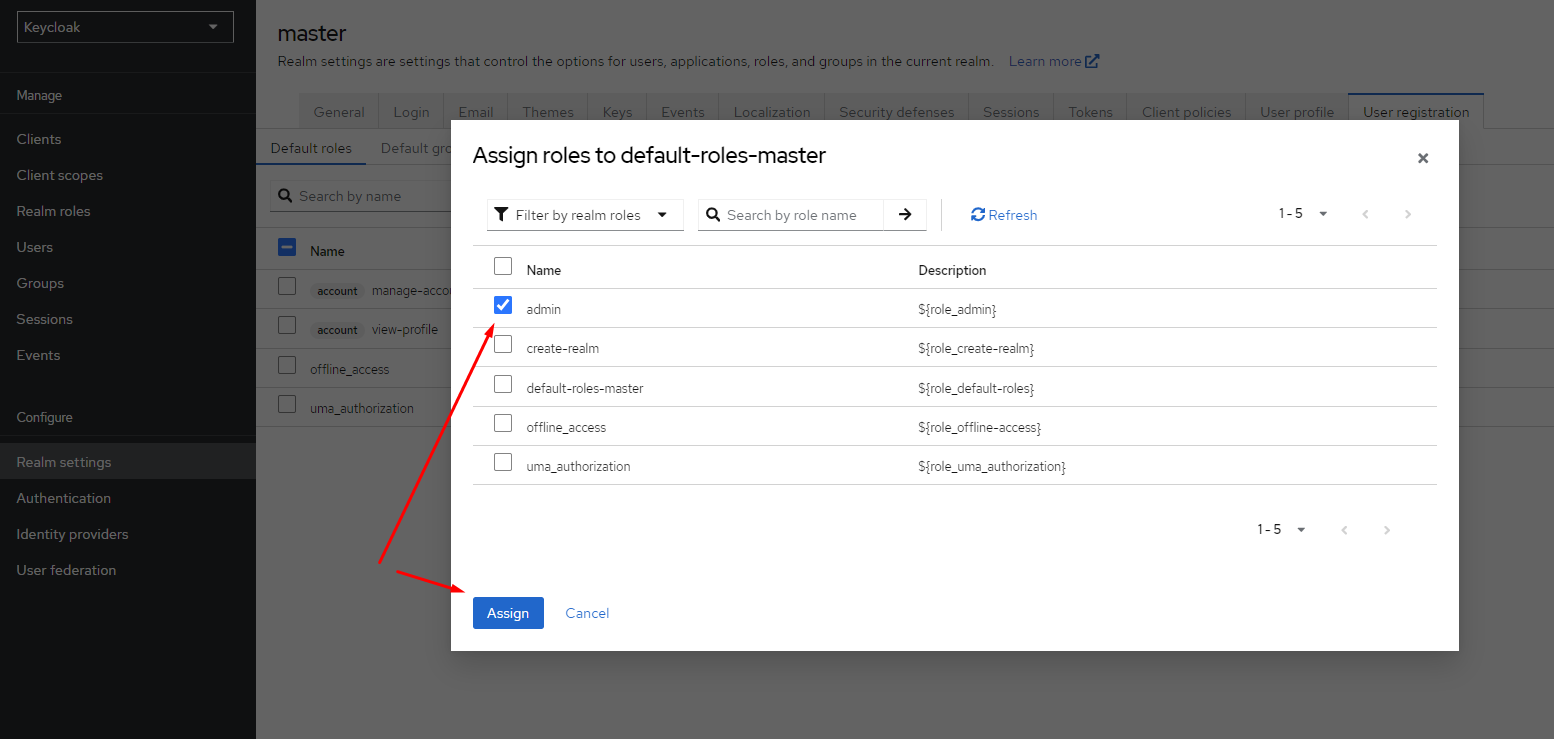 Keycloak
Manage
Clients
Client scopes
Realm roles
Users
Groups
Sessions
Events
Configure
Realm settings
Authentication
Identity providers
User federation
master
Realm settings are settings that control the options for users, applications, roles, and groups in the current realm. Learn more
General Login Email Themes Keys Events Localization Security defenses Sessions Tokens Client policies User profile User registration
Default roles Default gro
Search by name
Name
account manage-accou
account view-profile
offline_access
uma_authorization
Assign roles to default-roles-master
Filter by realm roles Search by role name Refresh 1 - 5
Name Description
admin ${role_admin}
create-realm ${role_create-realm}
default-roles-master ${role_default-roles}
offline_access ${role_offline-access}
uma_authorization ${role_uma_authorization}
1 - 5
Assign Cancel